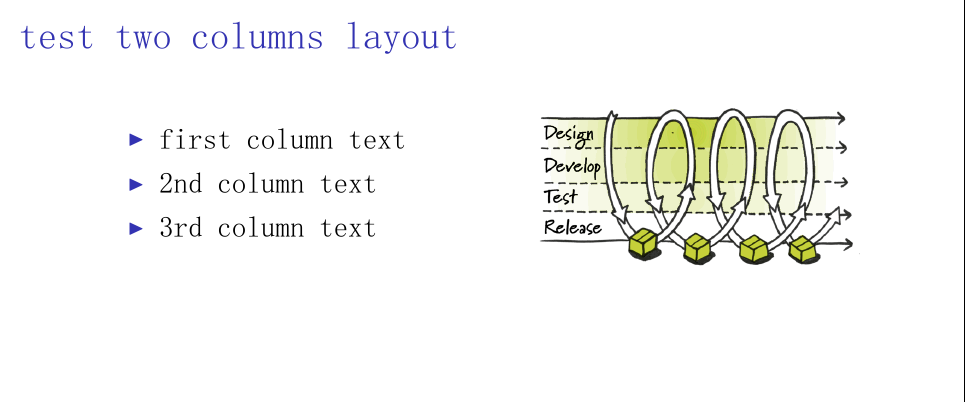 test two columns layout
first column text
2nd column text
3rd column text
Design
Develop
Test
Release